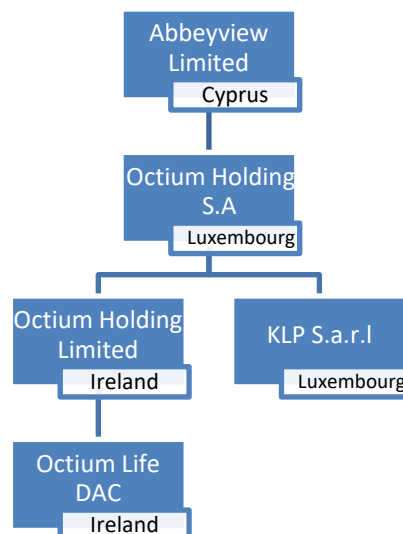 Abbeyview
Limited
Cyprus
Octium Holding
S.A
Luxembourg
Octium Holding
Limited
Ireland
KLP S.a.r.l
Luxembourg
Octium Life
DAC
Ireland